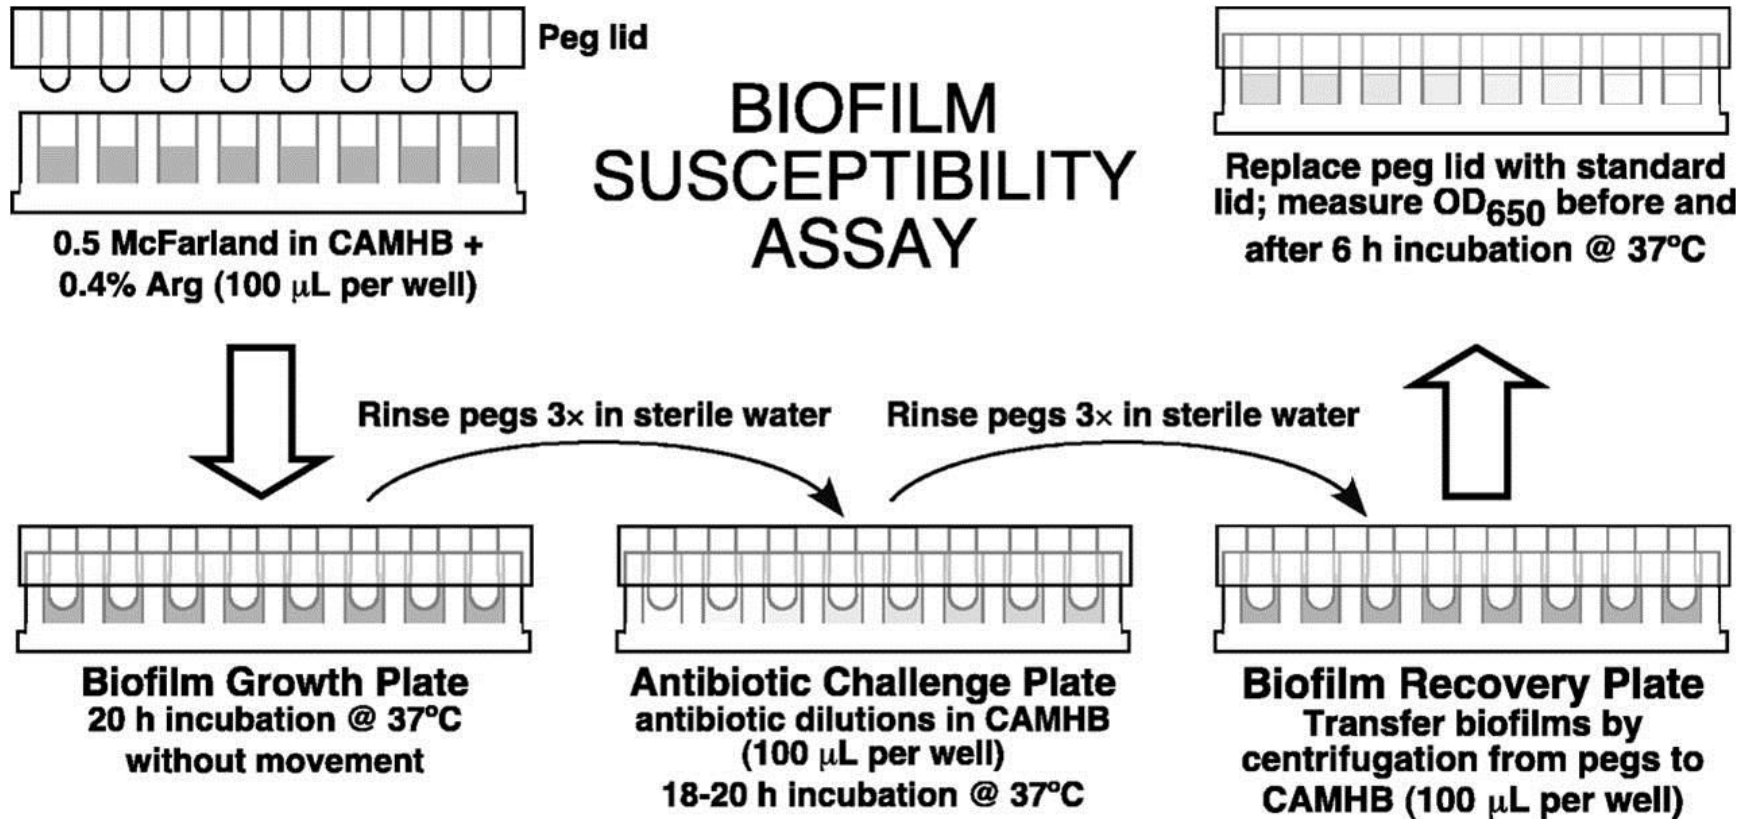 Peg lid
0.5 McFarland in CAMHB +
0.4% Arg (100 μL per well)
BIOFILM
SUSCEPTIBILITY
ASSAY
Replace peg lid with standard
lid; measure OD650 before and
after 6 h incubation @ 37ºC
Rinse pegs 3× in sterile water
Rinse pegs 3× in sterile water
Biofilm Growth Plate
20 h incubation @ 37ºC
without movement
Antibiotic Challenge Plate
antibiotic dilutions in CAMHB
(100 μL per well)
18-20 h incubation @ 37ºC
Biofilm Recovery Plate
Transfer biofilms by
centrifugation from pegs to
CAMHB (100 μL per well)